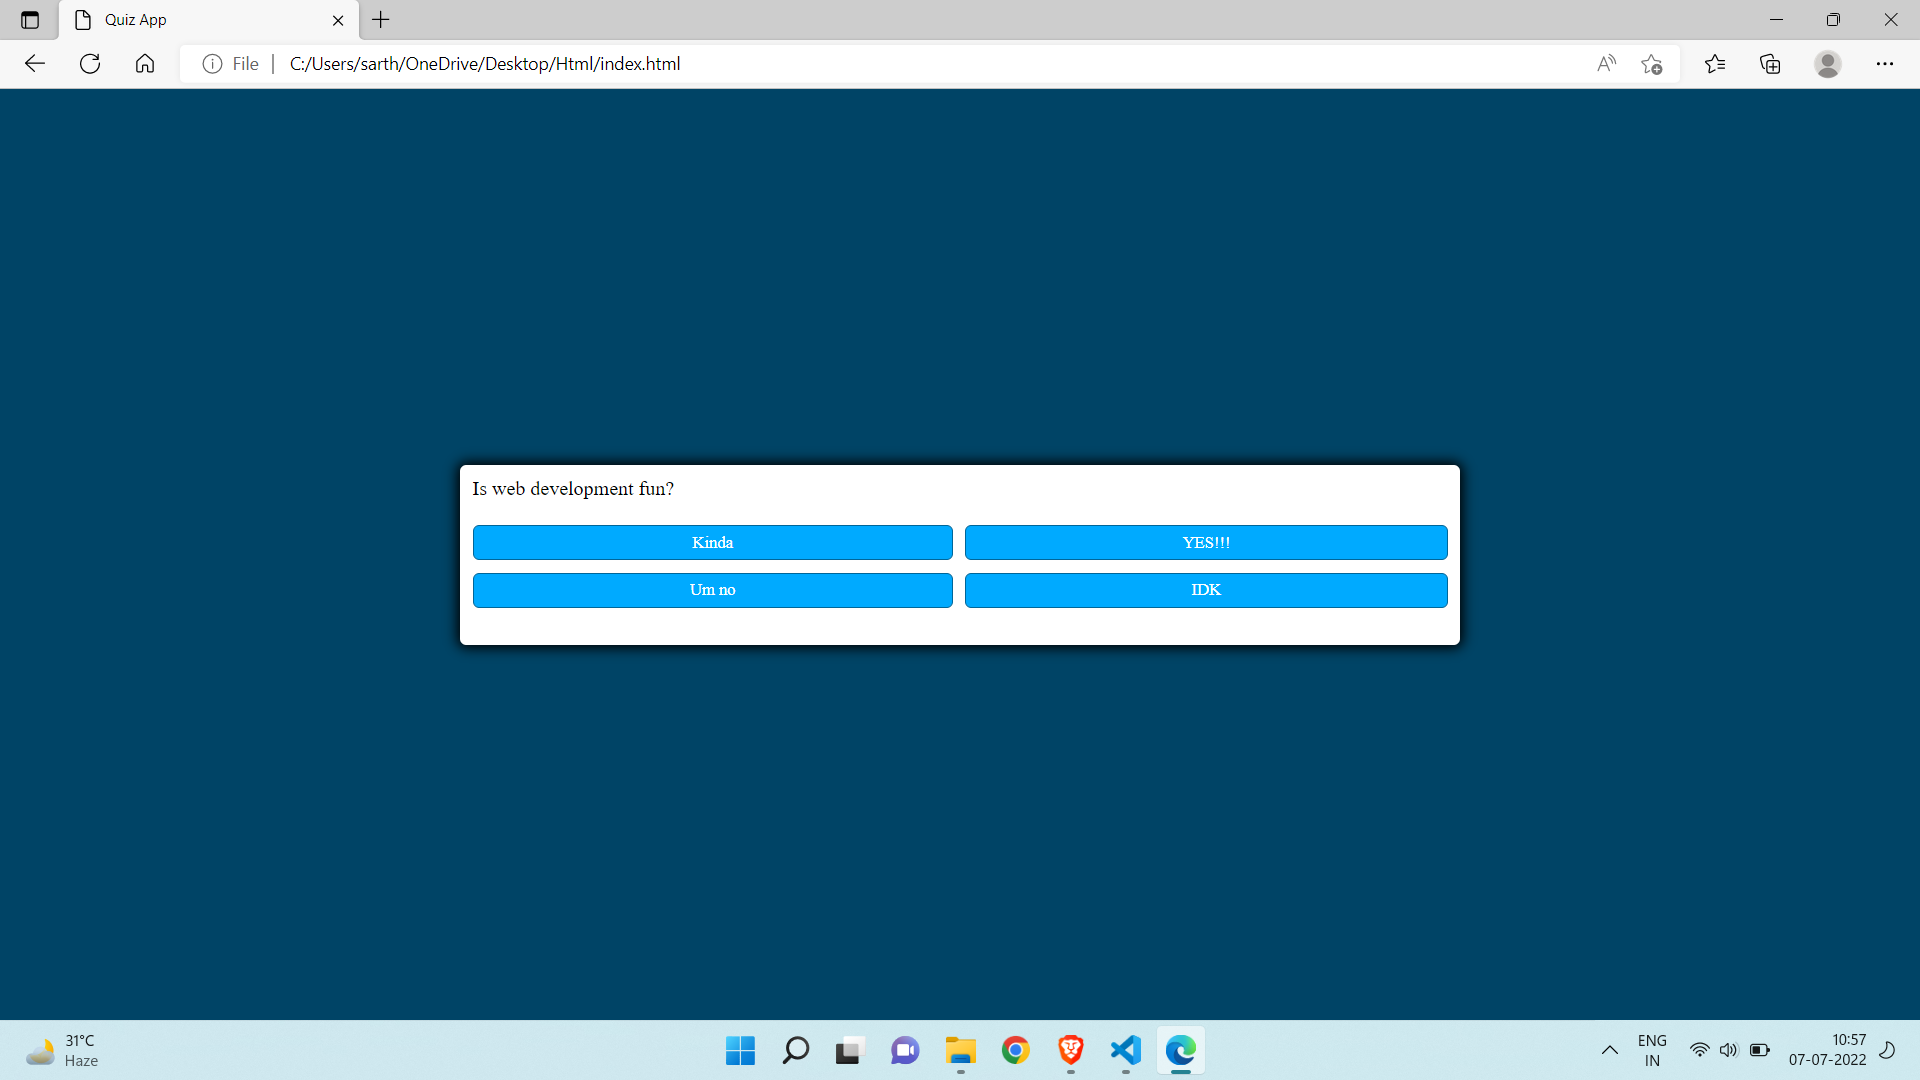 Quiz App
File
C:/Users/sarth/OneDrive/Desktop/Html/index.html
Is web development fun?
Kinda
YES!!!
Um no
IDK
31°C
Haze
ENG
IN
10:57
07-07-2022